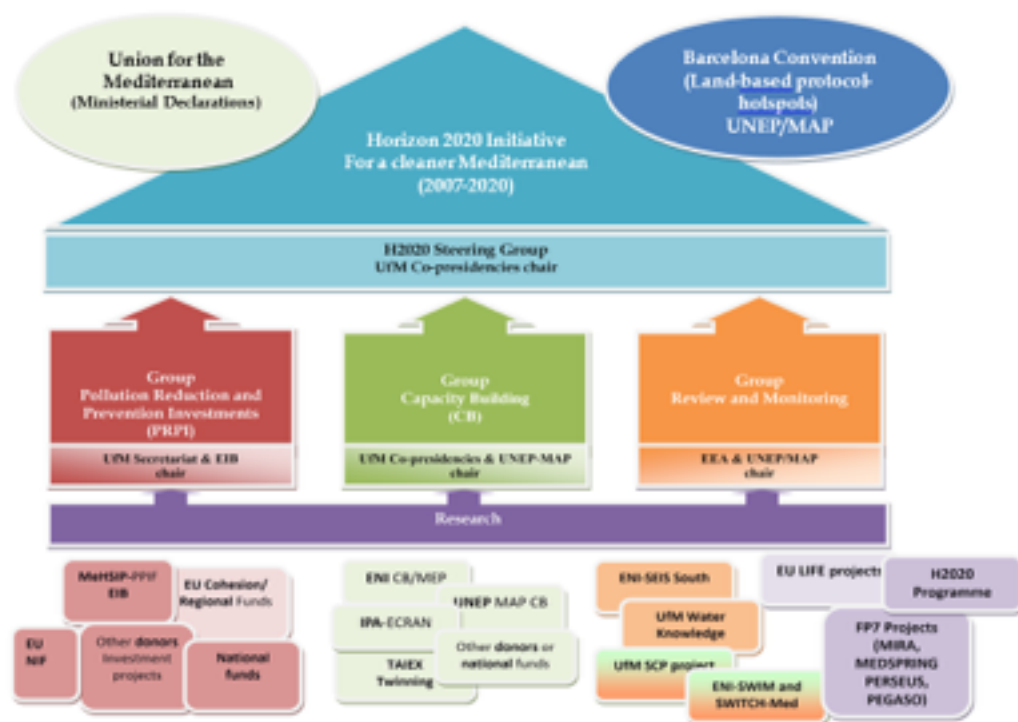 Union for the
Mediterranean
(Ministerial Declarations)
Barcelona Convention
(Land-based protocol-
hotspots)
UNEP/MAP
Horizon 2020 Initiative
For a cleaner Mediterranean
(2007-2020)
H2020 Steering Group
UfM Co-presidencies chair
Group
Pollution Reduction and
Prevention Investments
(PRPI)
UfM Secretariat & EIB
chair
Group
Capacity Building
(CB)
UfM Co-presidencies & UNEP-MAP
chair
Group
Review and Monitoring
EEA & UNEP/MAP
chair
Research
MeHSIP-PPIF
EIB
EU Cohesion/
Regional Funds
EU
NIF
Other donors
Investment
projects
National
funds
ENI CB/MEP
UNEP MAP CB
IPA-ECRAN
Other donors or
national funds
TAIEX
Twinning
ENI-SEIS South
UfM Water
Knowledge
UfM SCP project
ENI-SWIM and
SWITCH-Med
EU LIFE projects
H2020
Programme
FP7 Projects
(MIRA,
MEDSPRING
PERSEUS,
PEGASO)